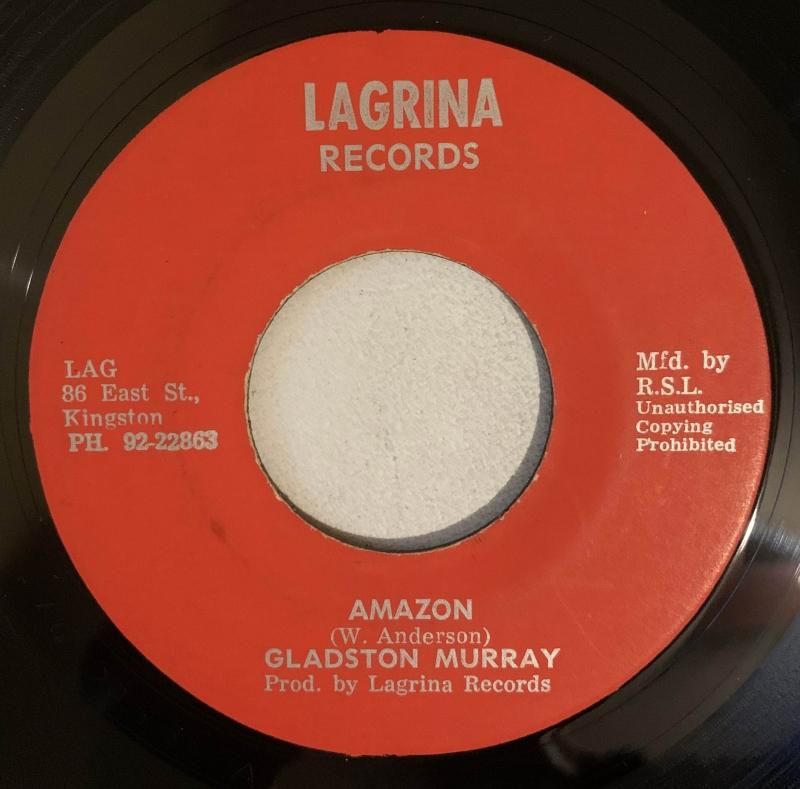 LAGRINA
RECORDS
LAG
86 East St.,
Kingston
PH. 92-22863
Mfd. by
R.S.L.
Unauthorised
Copying
Prohibited
AMAZON
(W. Anderson)
GLADSTON MURRAY
Prod. by Lagrina Records